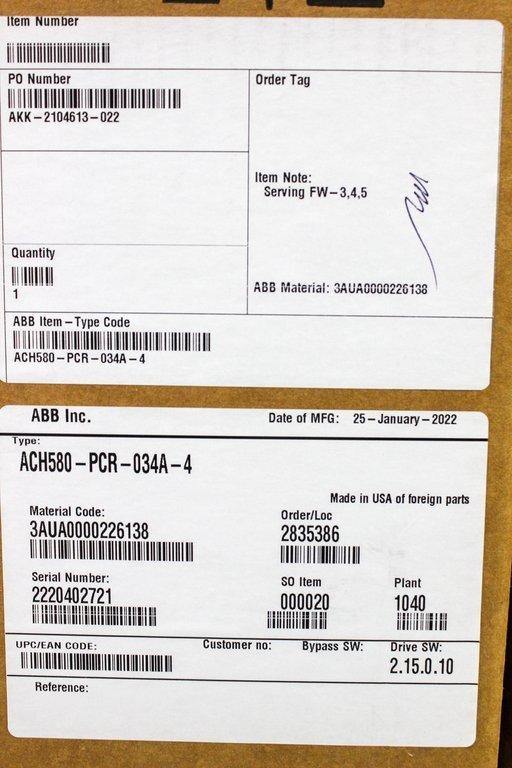 Item Number
PO Number
AKK-2104613-022
Order Tag
Item Note:
Serving FW-3,4,5
Quantity
1
ABB Material: 3AUA0000226138
ABB Item-Type Code
ACH580-PCR-034A-4
ABB Inc.
Date of MFG: 25-January-2022
Type:
ACH580-PCR-034A-4
Made in USA of foreign parts
Material Code:
3AUA0000226138
Order/Loc
2835386
Serial Number:
2220402721
SO Item
000020
Plant
1040
UPC/EAN CODE:
Customer no:
Bypass SW:
Drive SW:
2.15.0.10
Reference: